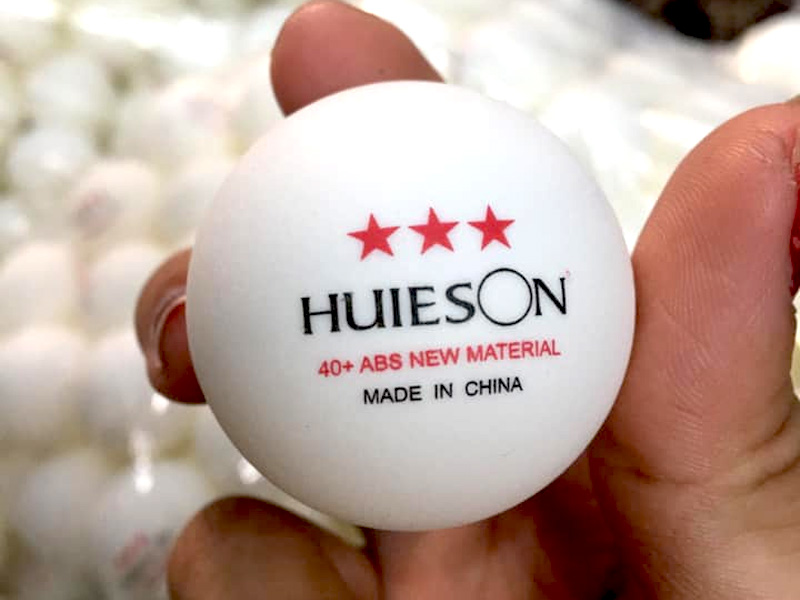 HUIESON
40+ ABS NEW MATERIAL
MADE IN CHINA